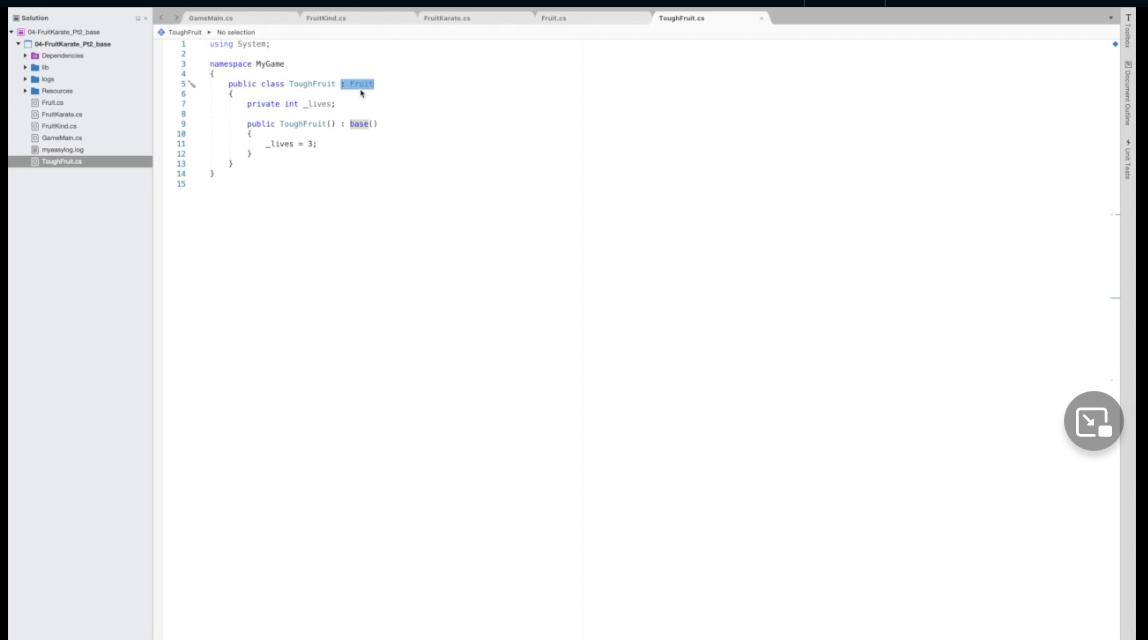 Solution
GameMain.cs
FruitKind.cs
FruitKarate.cs
Fruit.cs
ToughFruit.cs
ToughFruit ▸ No selection
04-FruitKarate_Pt2_base
04-FruitKarate_Pt2_base
Dependencies
lib
logs
Resources
Fruit.cs
FruitKarate.cs
FruitKind.cs
GameMain.cs
myeasylog.log
ToughFruit.cs
1 using System;
2
3 namespace MyGame
4 {
5 public class ToughFruit : Fruit
6 {
7 private int _lives;
8
9 public ToughFruit() : base()
10 {
11 _lives = 3;
12 }
13 }
14 }
15
Toolbox
Document Outline
Unit Tests